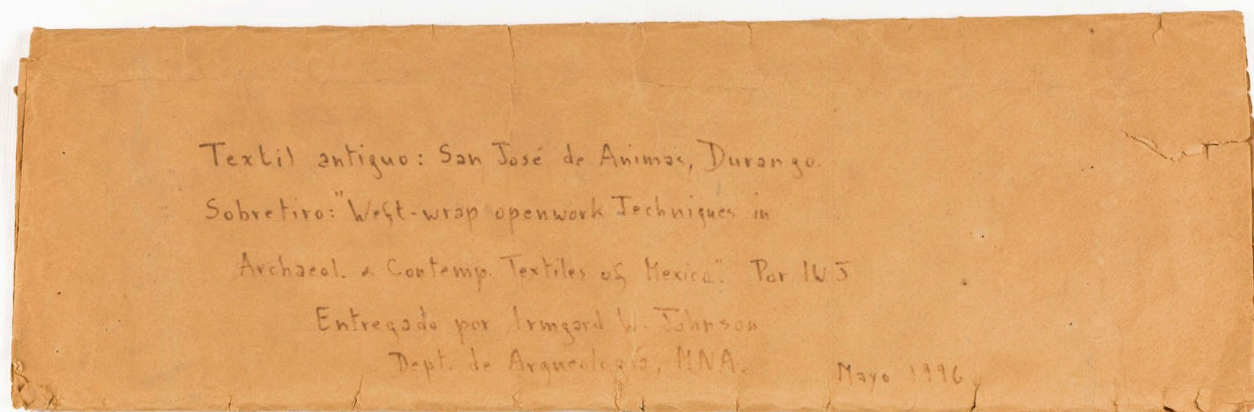 Textil antiguo: San José de Animas, Durango.
Sobretiro: "Weft-wrap openwork Techniques in
Archaeol. & Contemp. Textiles of Mexico". Por IWJ
Entregado por Irmgard W. Johnson
Dept. de Arqueología, MNA.
Mayo 1996